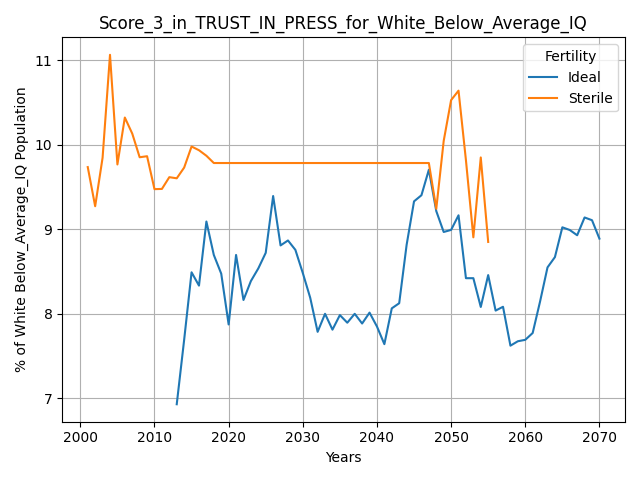 Score_3_in_TRUST_IN_PRESS_for_White_Below_Average_IQ
Fertility
Ideal
Sterile
% of White Below_Average_IQ Population
11
10
9
8
7
2000 2010 2020 2030 2040 2050 2060 2070
Years